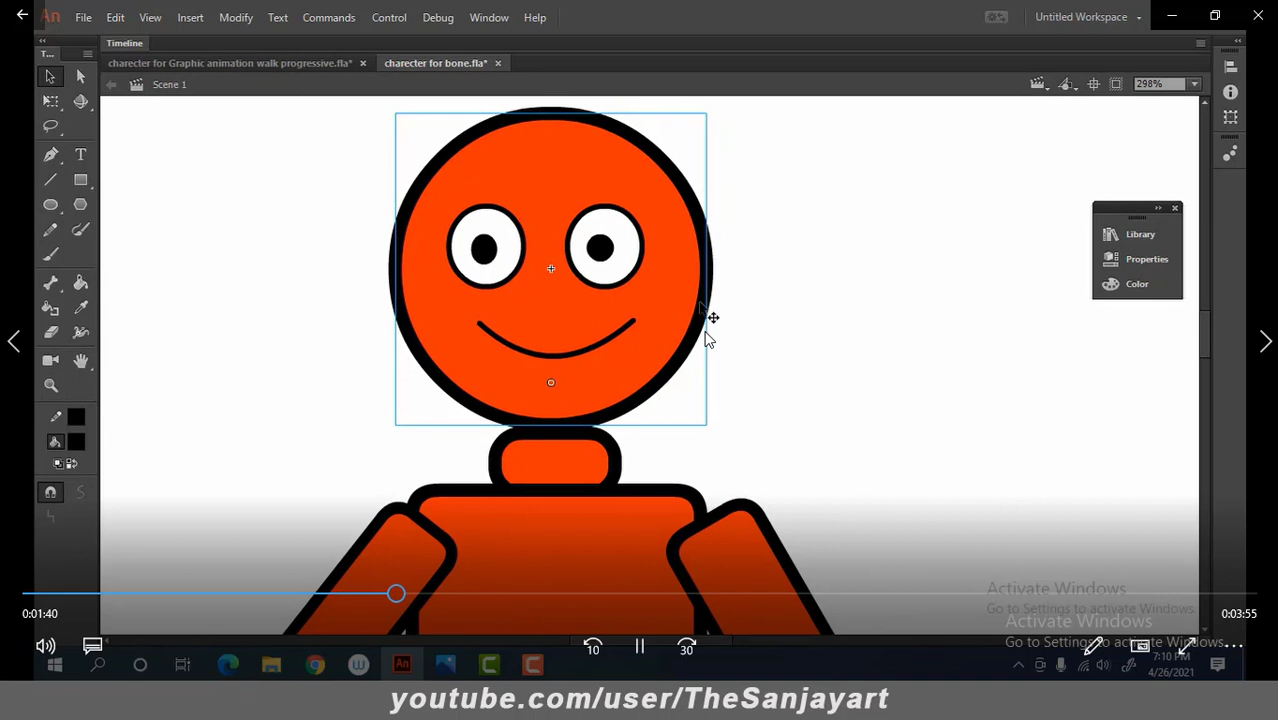 An File Edit View Insert Modify Text Commands Control Debug Window Help Untitled Workspace
T... Timeline
charecter for Graphic animation walk progressive.fla* × charecter for bone.fla* ×
Scene 1 298%
T
Library
Properties
Color
Activate Windows
Go to Settings to activate Windows.
0:01:40 0:03:55
Activate Windows
Go to Settings to activate Windows.
10 30
An C C 7:10 PM
4/26/2021
youtube.com/user/TheSanjayart